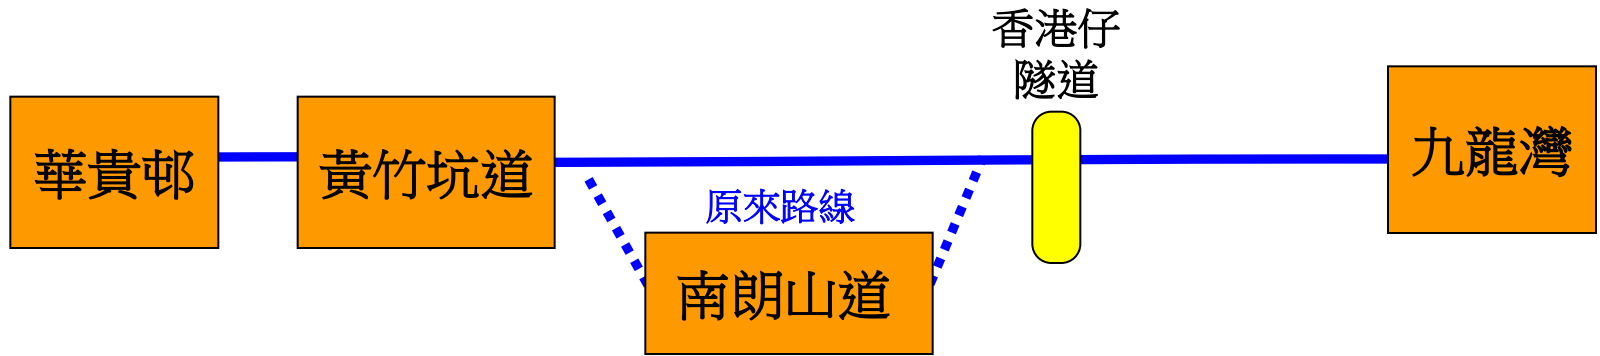 香港仔
隧道
華貴邨
黃竹坑道
九龍灣
原來路線
南朗山道